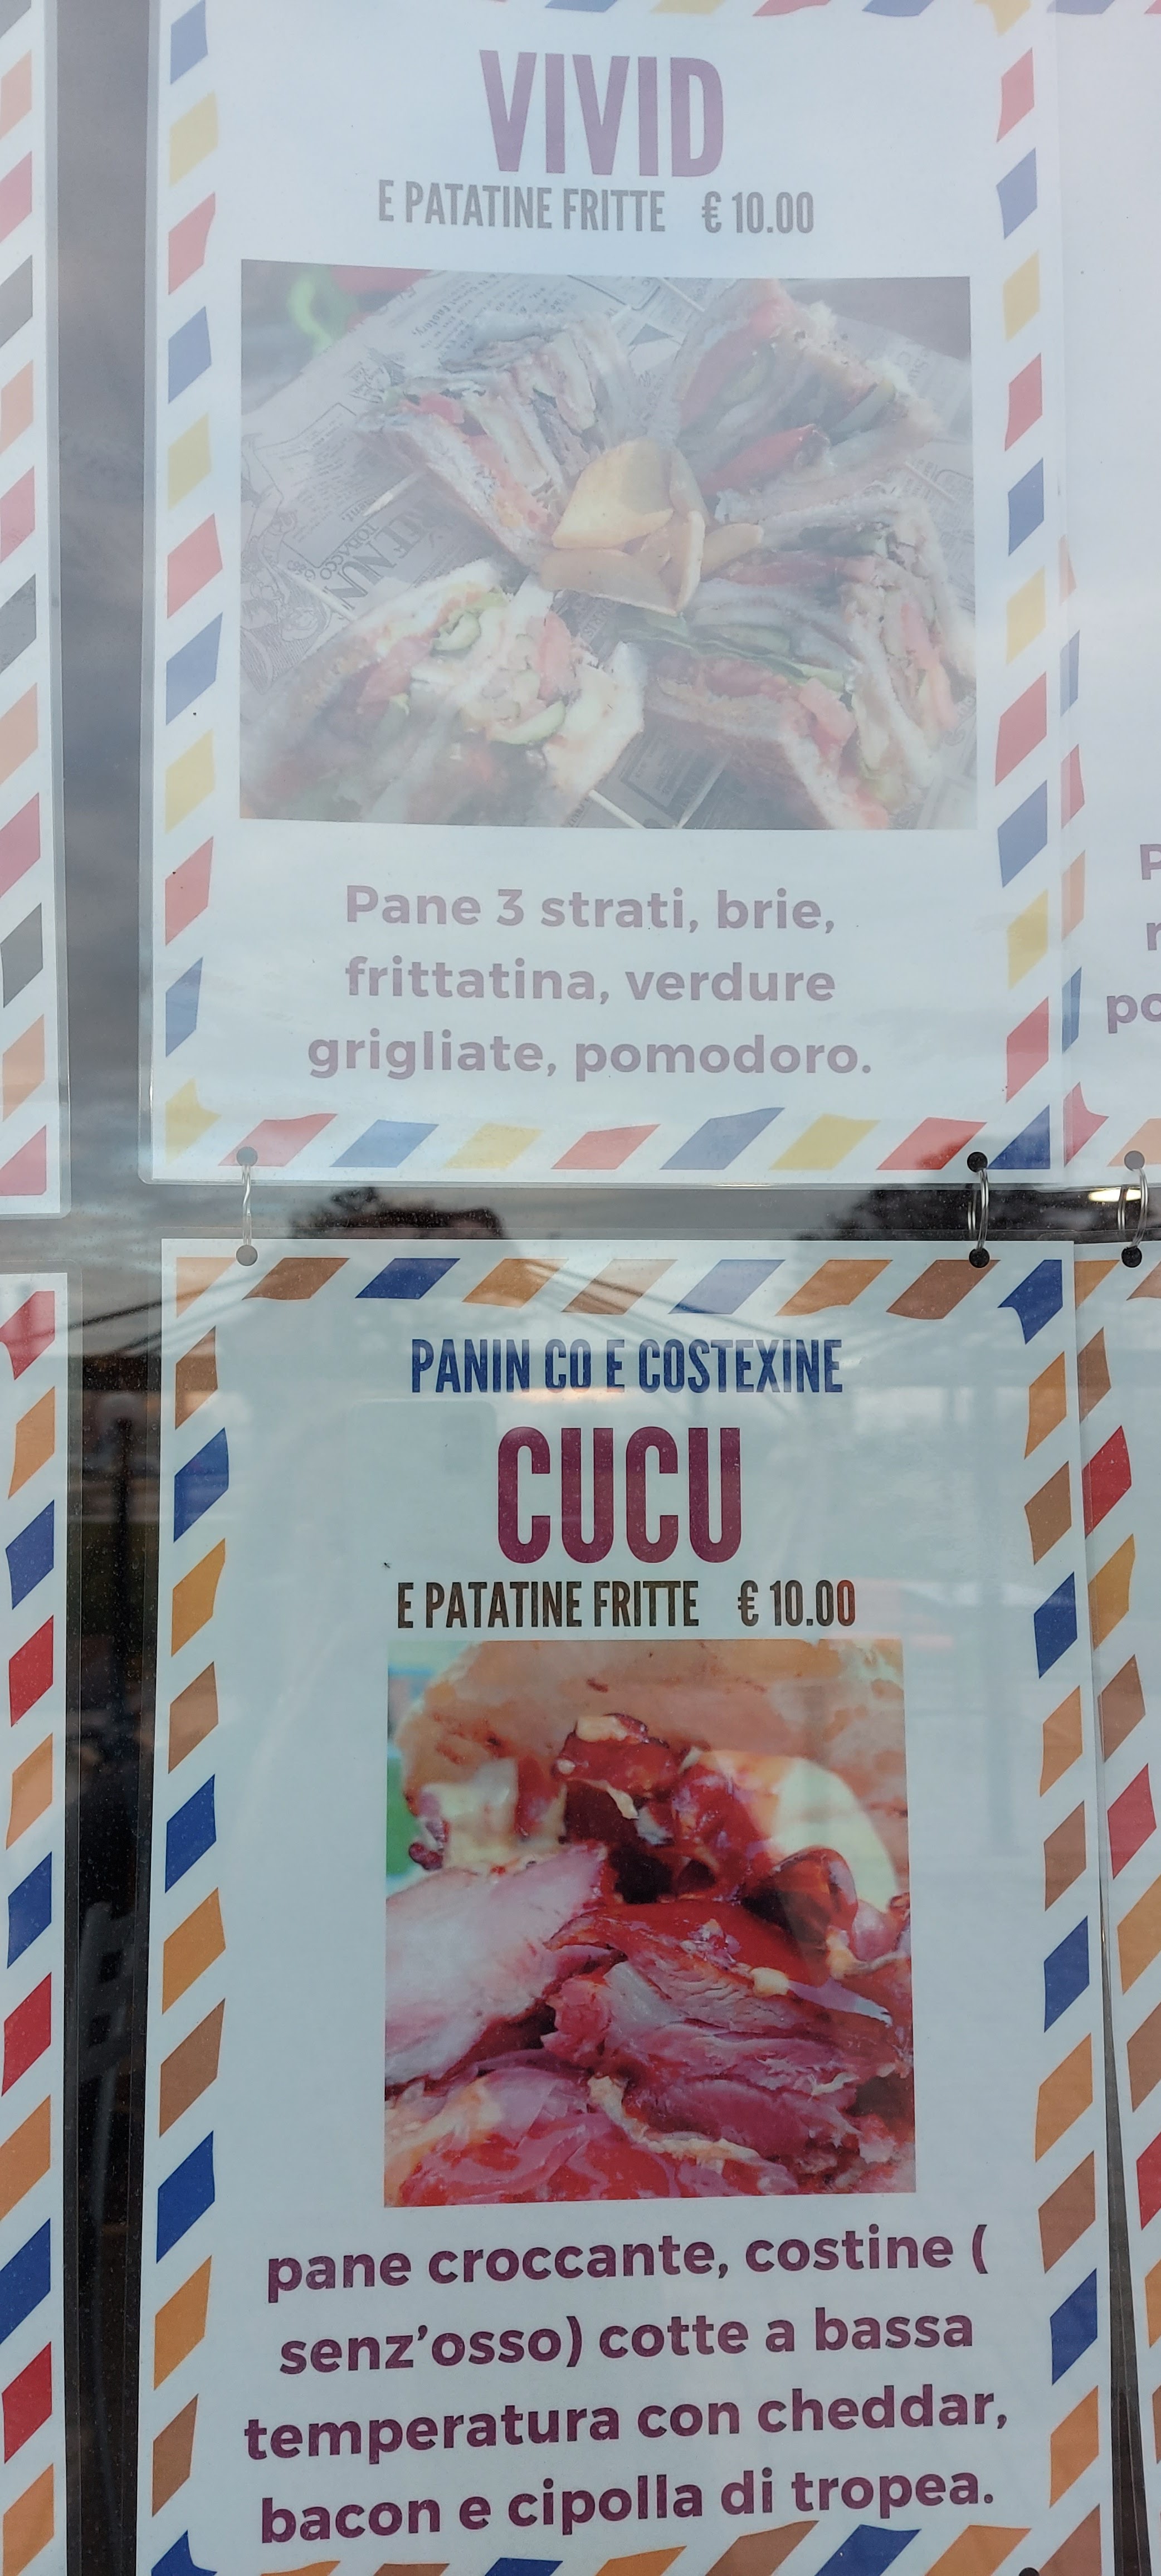 VIVID
E PATATINE FRITTE € 10.00
Pane 3 strati, brie,
frittatina, verdure
grigliate, pomodoro.
PANIN CO E COSTEXINE
CUCU
E PATATINE FRITTE € 10.00
pane croccante, costine (
senz'osso) cotte a bassa
temperatura con cheddar,
bacon e cipolla di tropea.